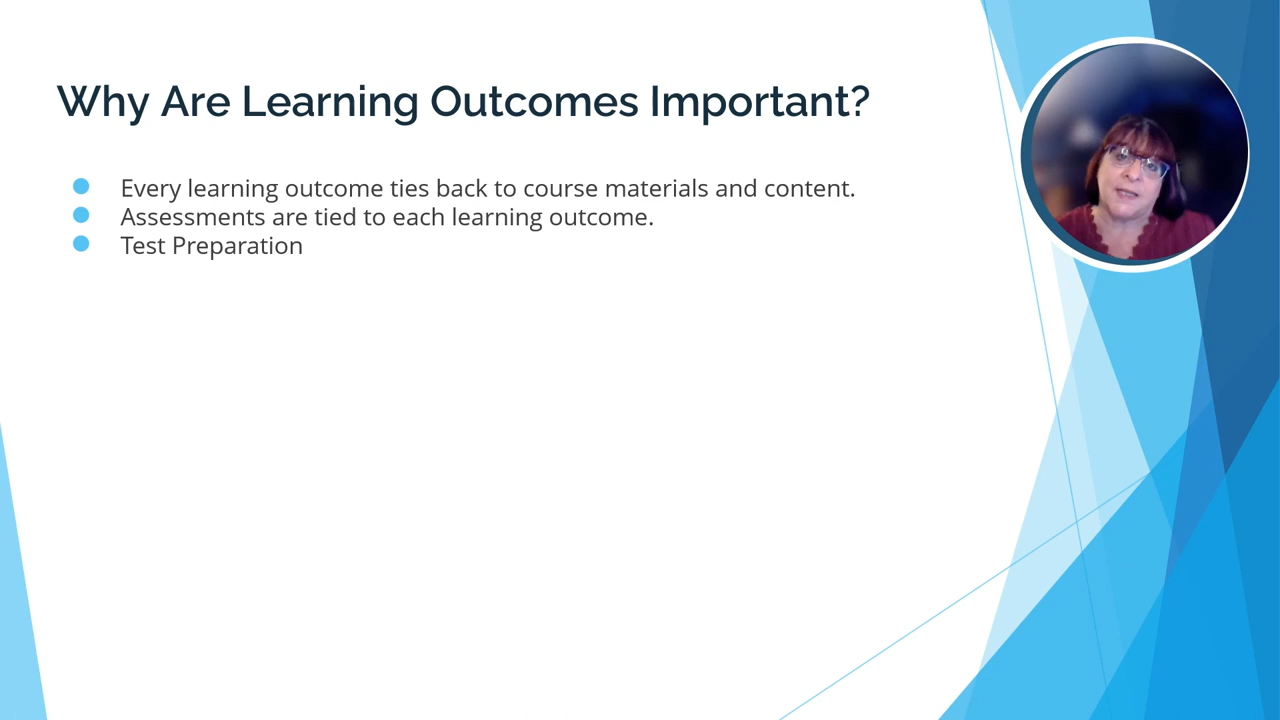 Why Are Learning Outcomes Important?
Every learning outcome ties back to course materials and content.
Assessments are tied to each learning outcome.
Test Preparation